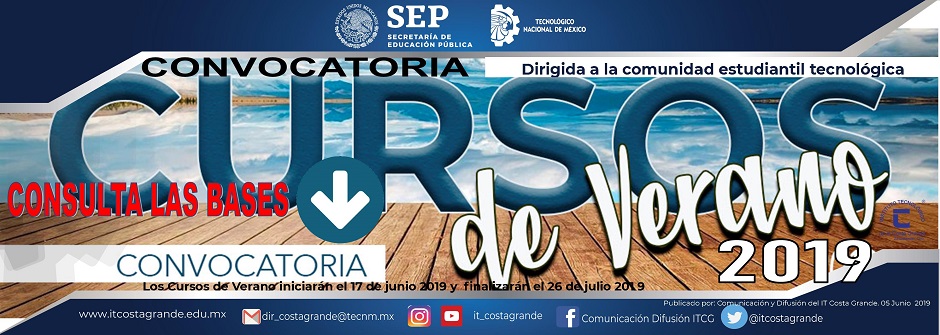 SEP
SECRETARÍA DE
EDUCACIÓN PÚBLICA
TECNOLÓGICO
NACIONAL DE MÉXICO
CONVOCATORIA
Dirigida a la comunidad estudiantil tecnológica
CURSOS
de Verano
2019
CONSULTA LAS BASES
CONVOCATORIA
Los Cursos de Verano iniciarán el 17 de junio 2019 y finalizarán el 26 de julio 2019
Publicado por: Comunicación y Difusión del IT Costa Grande. 05 Junio 2019
www.itcostagrande.edu.mx
dir_costagrande@tecnm.mx
it_costagrande
Comunicación Difusión ITCG
@itcostagrande